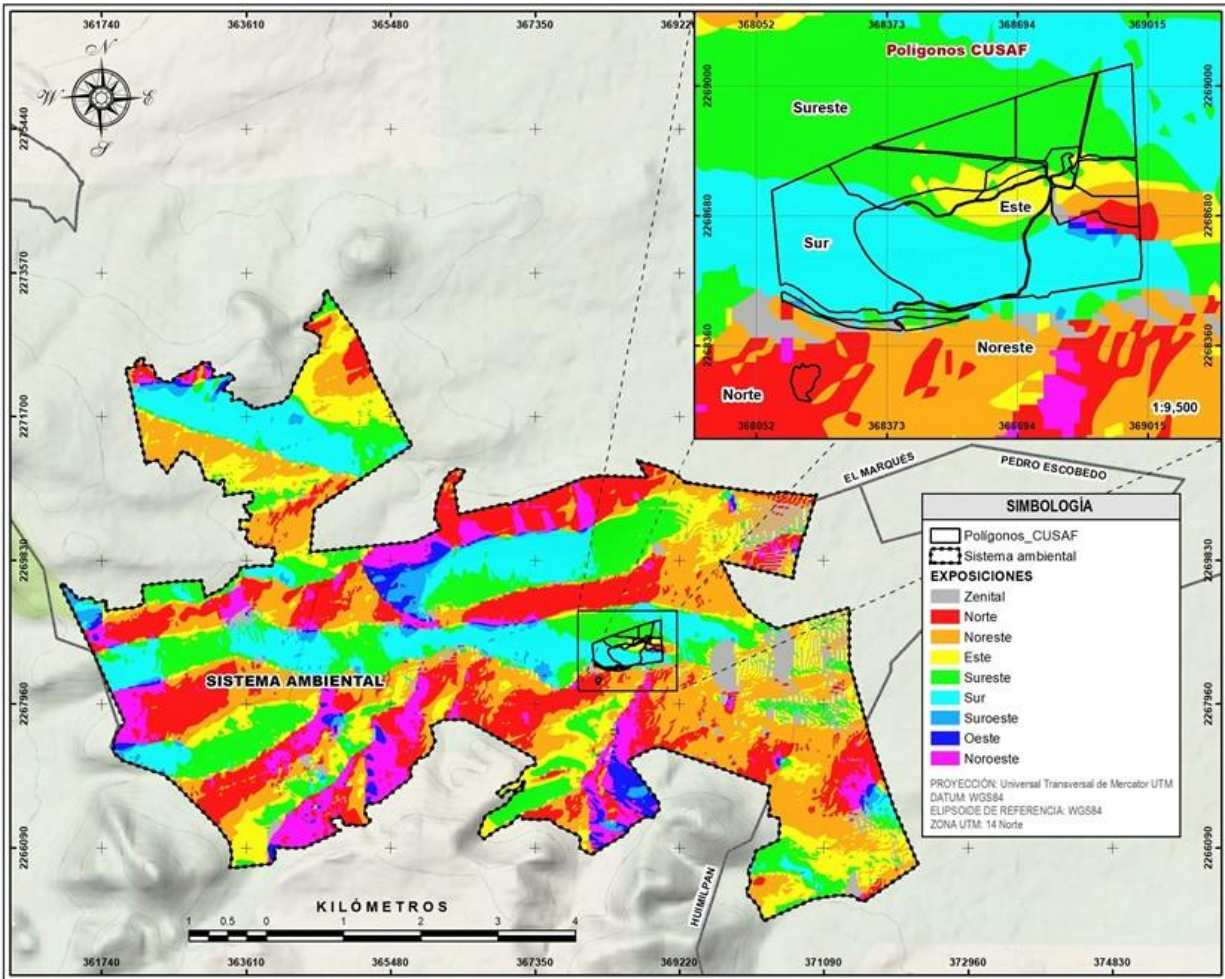 361740
363610
365480
367350
369220
368052
368373
368694
369015
N
W
E
S
Polígonos CUSAF
Sureste
Este
Sur
Noreste
Norte
1:9,500
2269000
2268680
2268360
2269000
2268680
2268360
368052
368373
368694
369015
2275440
2273570
2271700
2269830
2267960
2266090
EL MARQUÉS
PEDRO ESCOBEDO
HUIMILPAN
SISTEMA AMBIENTAL
SIMBOLOGÍA
Polígonos_CUSAF
Sistema ambiental
EXPOSICIONES
Zenital
Norte
Noreste
Este
Sureste
Sur
Suroeste
Oeste
Noroeste
PROYECCIÓN: Universal Transversal de Mercator UTM
DATUM: WGS84
ELIPSOIDE DE REFERENCIA: WGS84
ZONA UTM: 14 Norte
2269830
2267960
2266090
KILÓMETROS
1 0.5 0 1 2 3 4
361740
363610
365480
367350
369220
371090
372960
374830